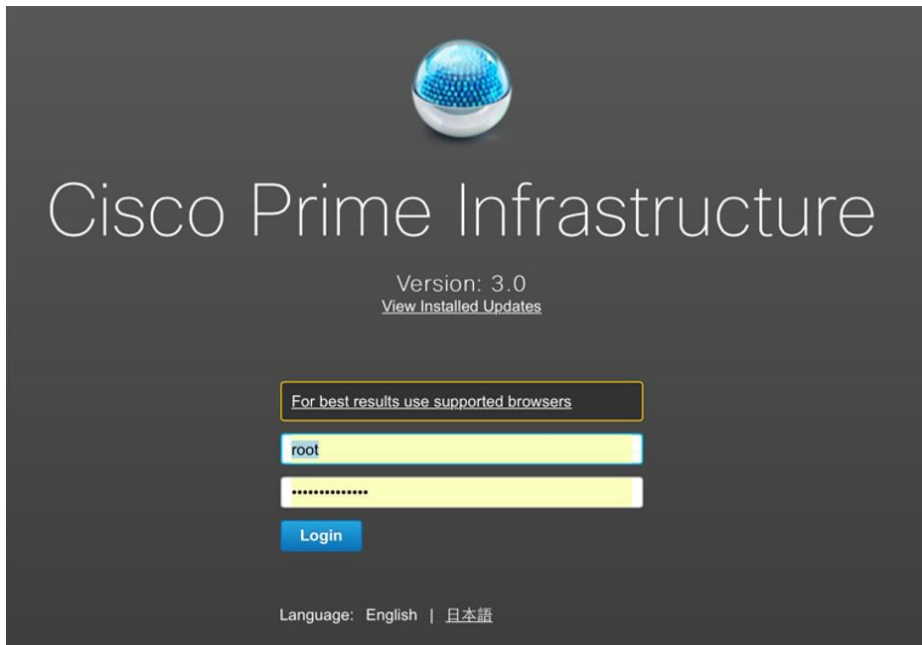 Cisco Prime Infrastructure
Version: 3.0
View Installed Updates
For best results use supported browsers
root
••••••••••••••
Login
Language: English | 日本語